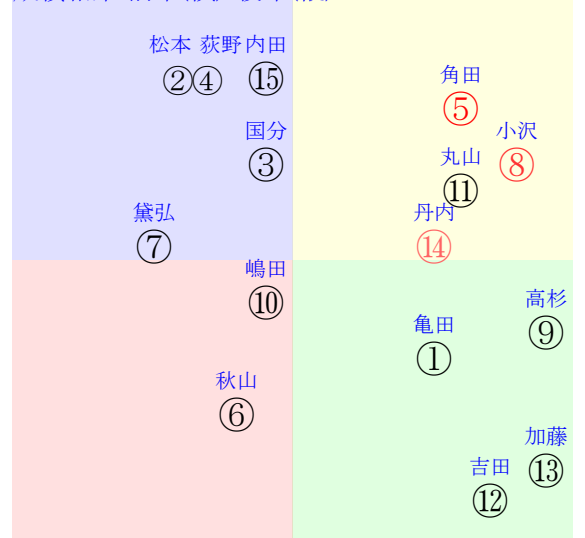 松本 荻野 内田
② ④ ⑮
角田
⑤
国分
③
小沢
⑧
丸山
⑪
黛弘
⑦
丹内
⑭
嶋田
⑩
高杉
⑨
亀田
①
秋山
⑥
加藤
⑬
吉田
⑫